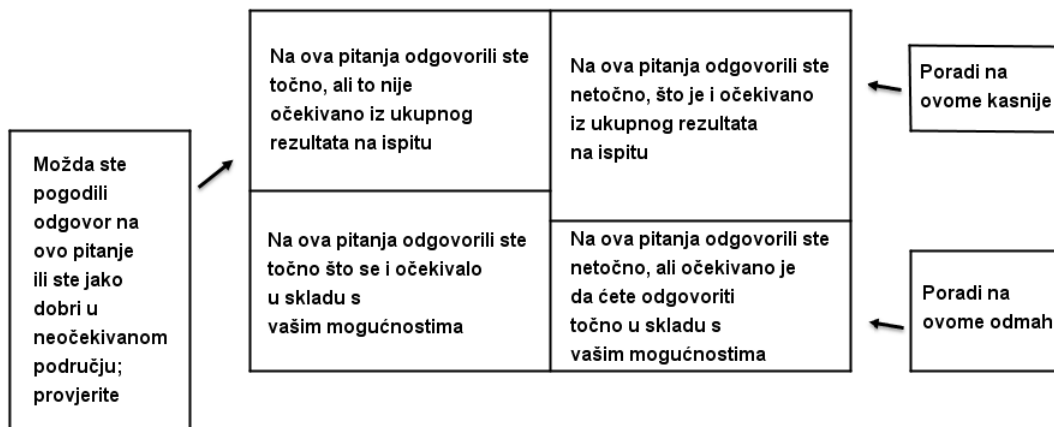 Na ova pitanja odgovorili ste
točno, ali to nije
očekivano iz ukupnog
rezultata na ispitu
Na ova pitanja odgovorili ste
netočno, što je i očekivano
iz ukupnog rezultata
na ispitu
Poradi na
ovome kasnije
Možda ste
pogodili
odgovor na
ovo pitanje
ili ste jako
dobri u
neočekivanom
području;
provjerite
Na ova pitanja odgovorili ste
točno što se i očekivalo
u skladu s
vašim mogućnostima
Na ova pitanja odgovorili ste
netočno, ali očekivano je
da ćete odgovoriti
točno u skladu s
vašim mogućnostima
Poradi na
ovome odmah